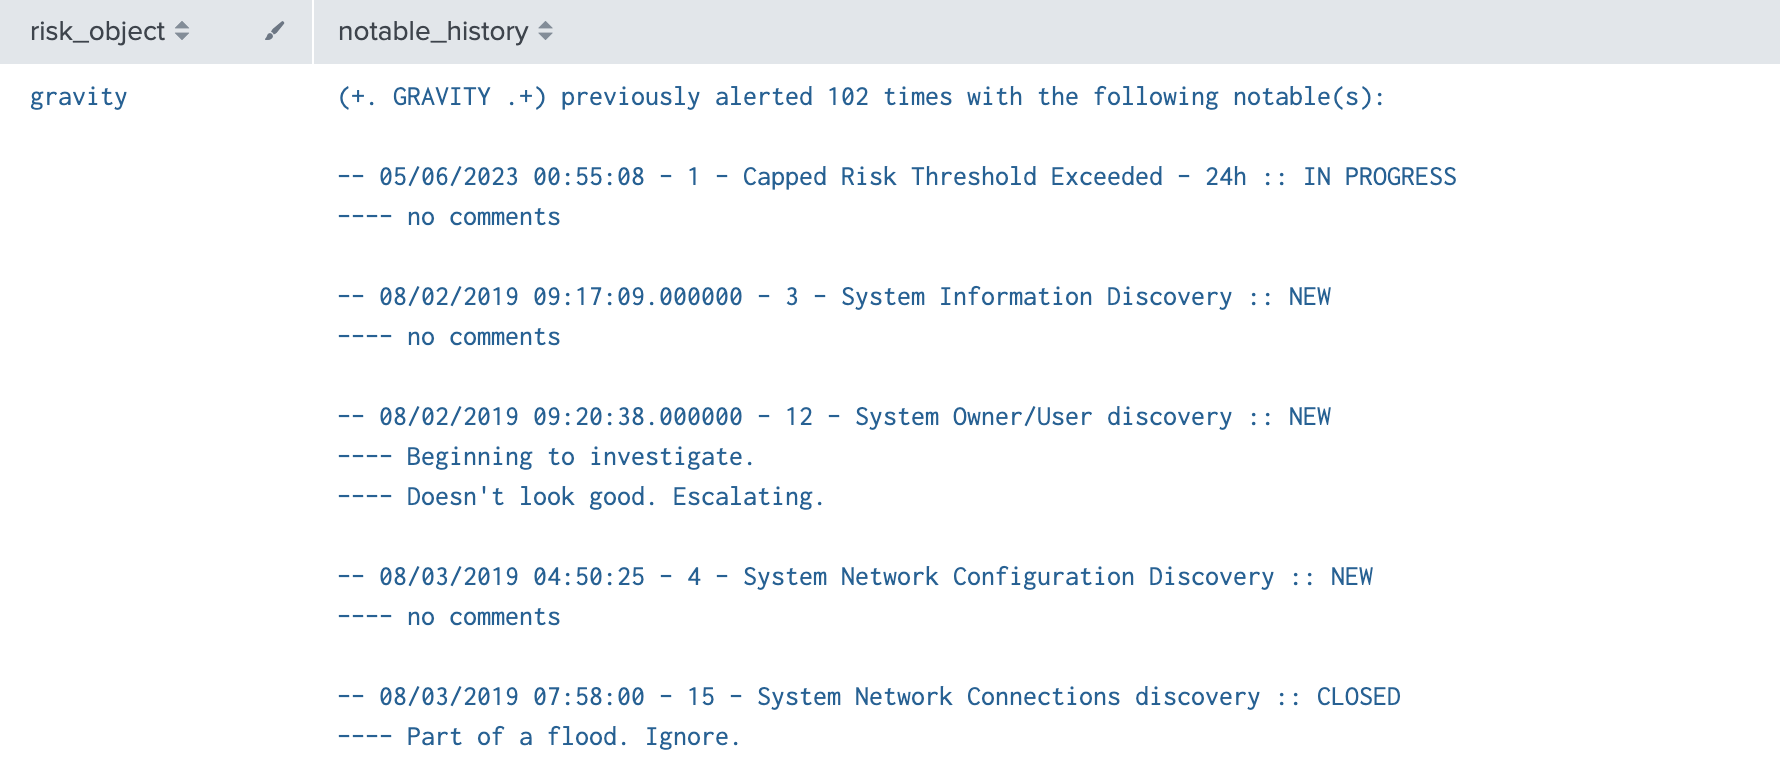 risk_object
notable_history
gravity
(+. GRAVITY .+) previously alerted 102 times with the following notable(s):
-- 05/06/2023 00:55:08 - 1 - Capped Risk Threshold Exceeded - 24h :: IN PROGRESS
---- no comments
-- 08/02/2019 09:17:09.000000 - 3 - System Information Discovery :: NEW
---- no comments
-- 08/02/2019 09:20:38.000000 - 12 - System Owner/User discovery :: NEW
---- Beginning to investigate.
---- Doesn't look good. Escalating.
-- 08/03/2019 04:50:25 - 4 - System Network Configuration Discovery :: NEW
---- no comments
-- 08/03/2019 07:58:00 - 15 - System Network Connections discovery :: CLOSED
---- Part of a flood. Ignore.